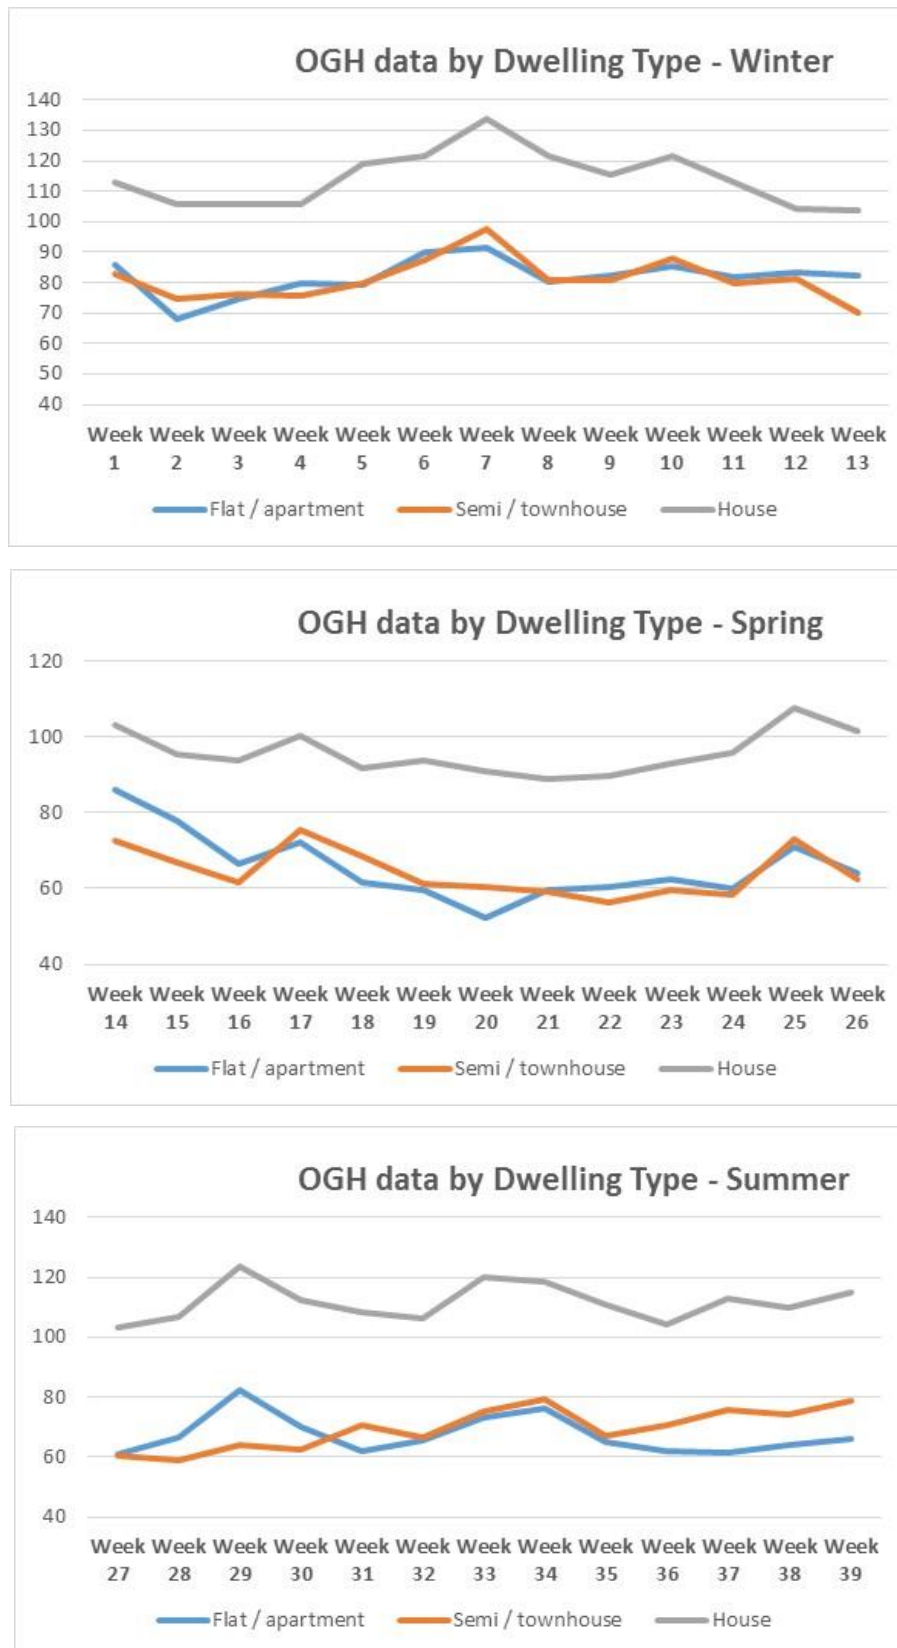 OGH data by Dwelling Type - Winter
140
130
120
110
100
90
80
70
60
50
40
Week Week Week Week Week Week Week Week Week Week Week Week Week
1 2 3 4 5 6 7 8 9 10 11 12 13
Flat / apartment Semi / townhouse House
OGH data by Dwelling Type - Spring
120
100
80
60
40
Week Week Week Week Week Week Week Week Week Week Week Week Week
14 15 16 17 18 19 20 21 22 23 24 25 26
Flat / apartment Semi / townhouse House
OGH data by Dwelling Type - Summer
140
120
100
80
60
40
Week Week Week Week Week Week Week Week Week Week Week Week Week
27 28 29 30 31 32 33 34 35 36 37 38 39
Flat / apartment Semi / townhouse House